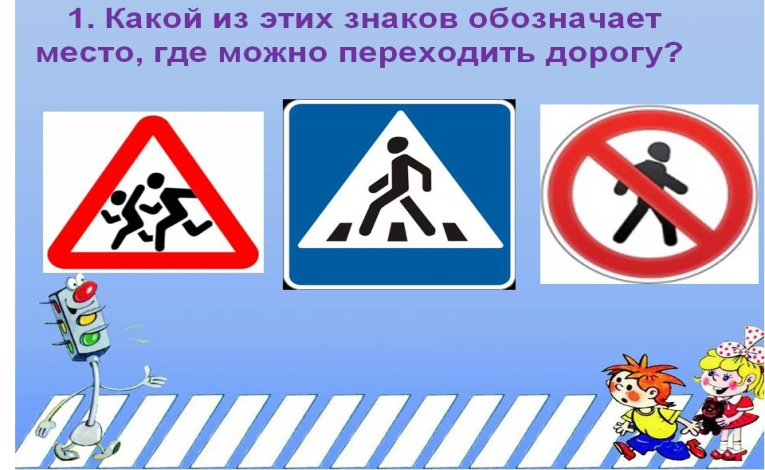 1. Какой из этих знаков обозначает
место, где можно переходить дорогу?